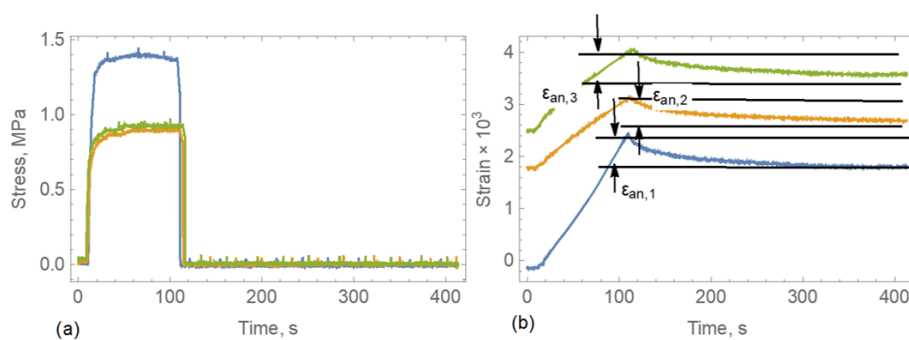 1.5
1.0
0.5
0.0
Stress, MPa
0
100
200
300
400
Time, s
(a)
4
3
2
1
0
Strain × 10³
εan,3
εan,2
εan,1
0
100
200
300
400
Time, s
(b)